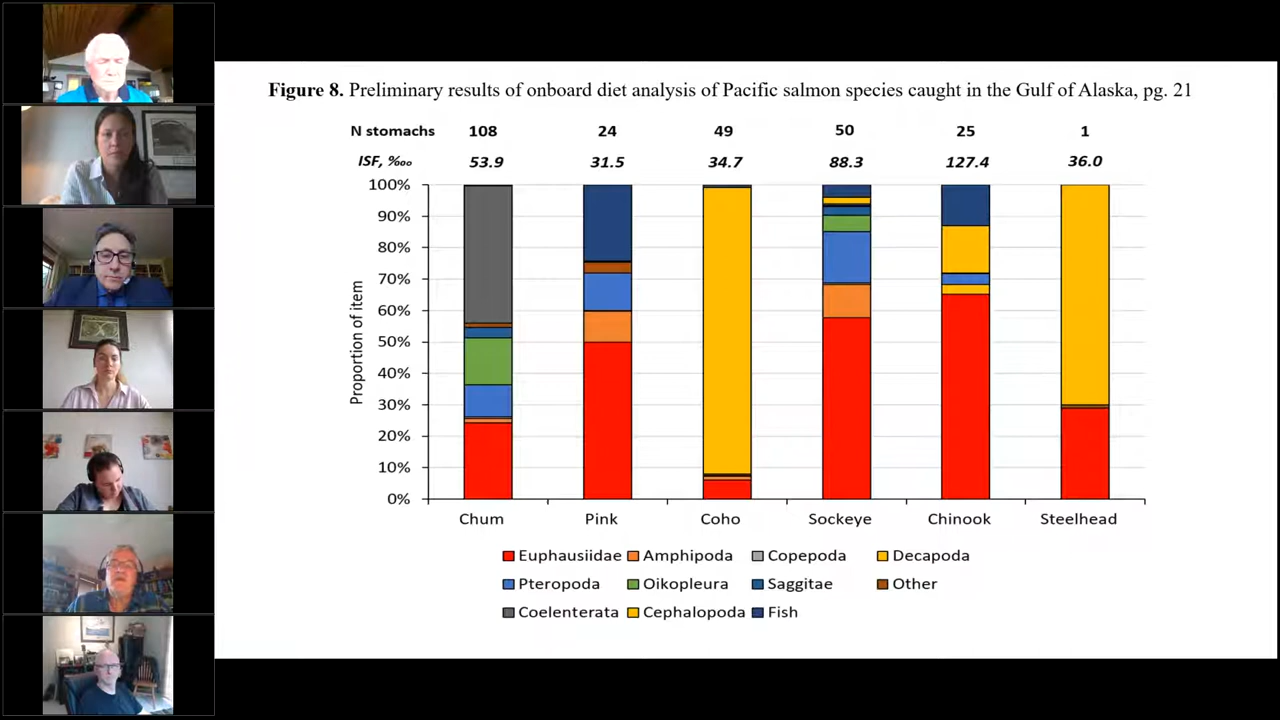 Figure 8. Preliminary results of onboard diet analysis of Pacific salmon species caught in the Gulf of Alaska, pg. 21
N stomachs 108 24 49 50 25 1
ISF, ‱ 53.9 31.5 34.7 88.3 127.4 36.0
100%
90%
80%
70%
60%
50%
40%
30%
20%
10%
0%
Proportion of item
Chum Pink Coho Sockeye Chinook Steelhead
Euphausiidae Amphipoda Copepoda Decapoda
Pteropoda Oikopleura Saggitae Other
Coelenterata Cephalopoda Fish